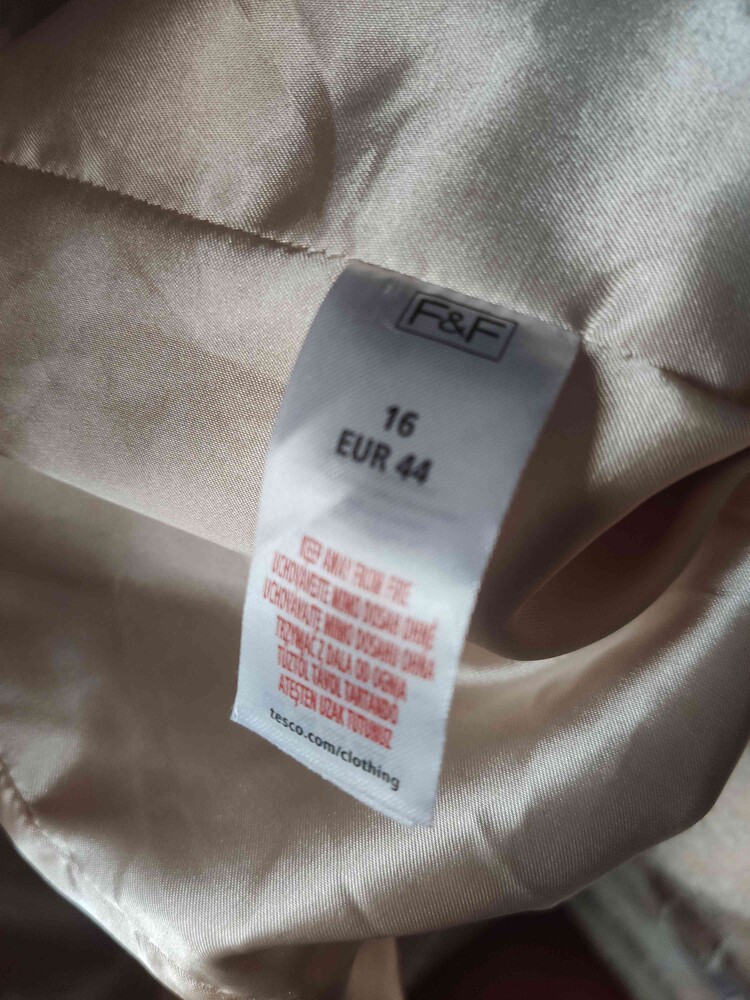 F&F
16
EUR 44
KEEP AWAY FROM FIRE
UCHOVÁVEJTE MIMO DOSAH OHNĚ
UCHOVÁVAJTE MIMO DOSAHU OHŇA
TRZYMAĆ Z DALA OD OGNIA
TŰZTŐL TÁVOL TARTANDÓ
ATEŞTEN UZAK TUTUNUZ
tesco.com/clothing